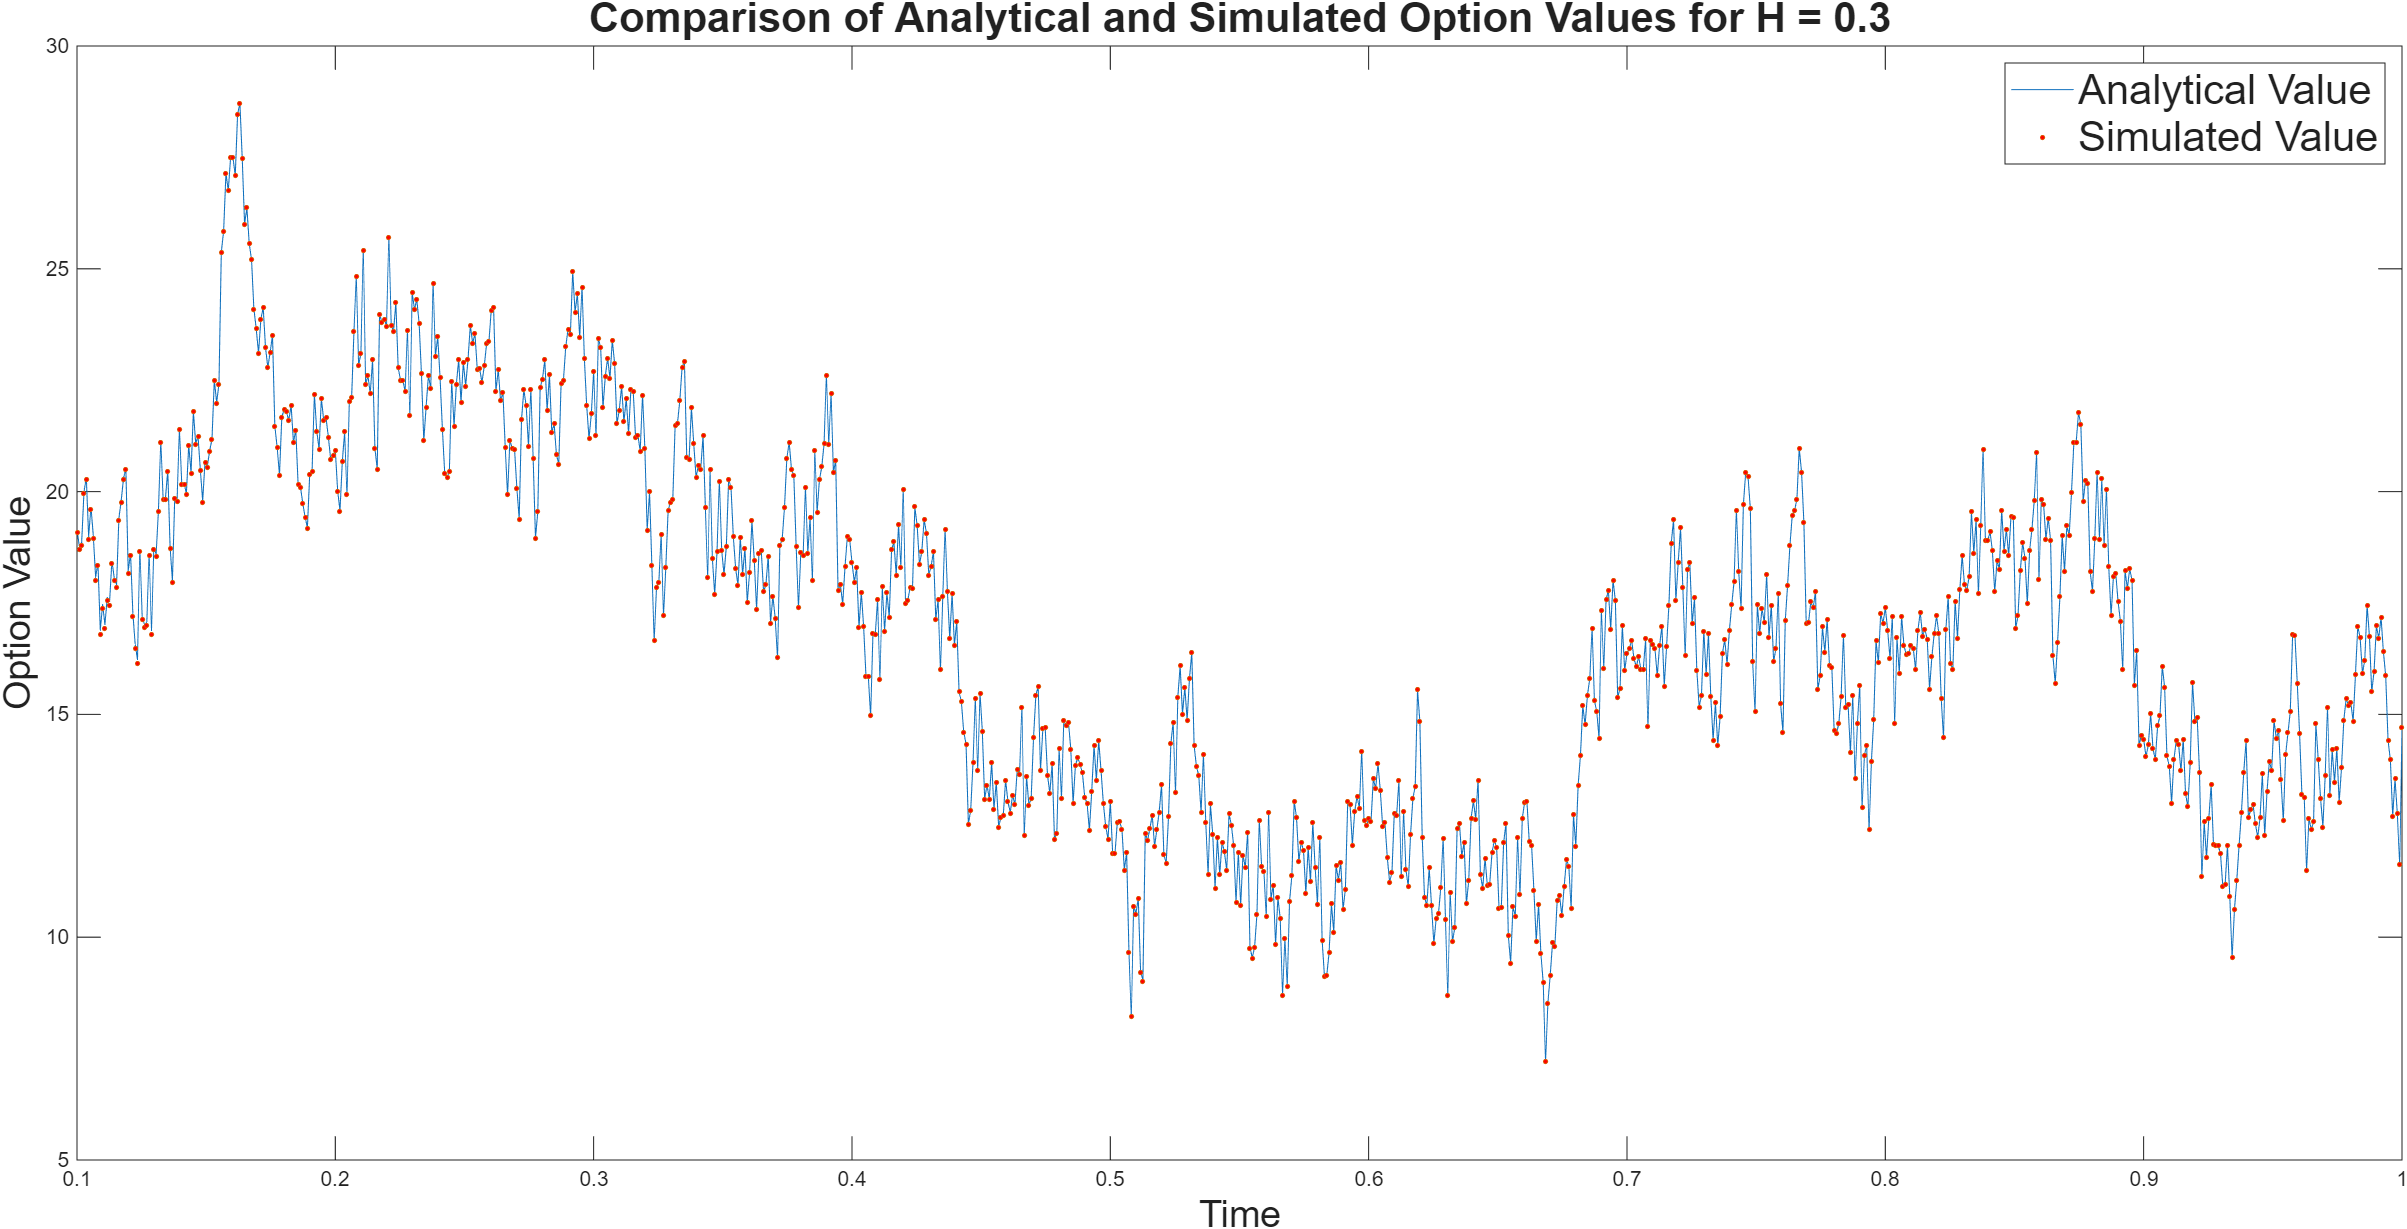 Comparison of Analytical and Simulated Option Values for H = 0.3
30
25
20
15
10
5
Option Value
Analytical Value
Simulated Value
0.1 0.2 0.3 0.4 0.5 0.6 0.7 0.8 0.9 1
Time